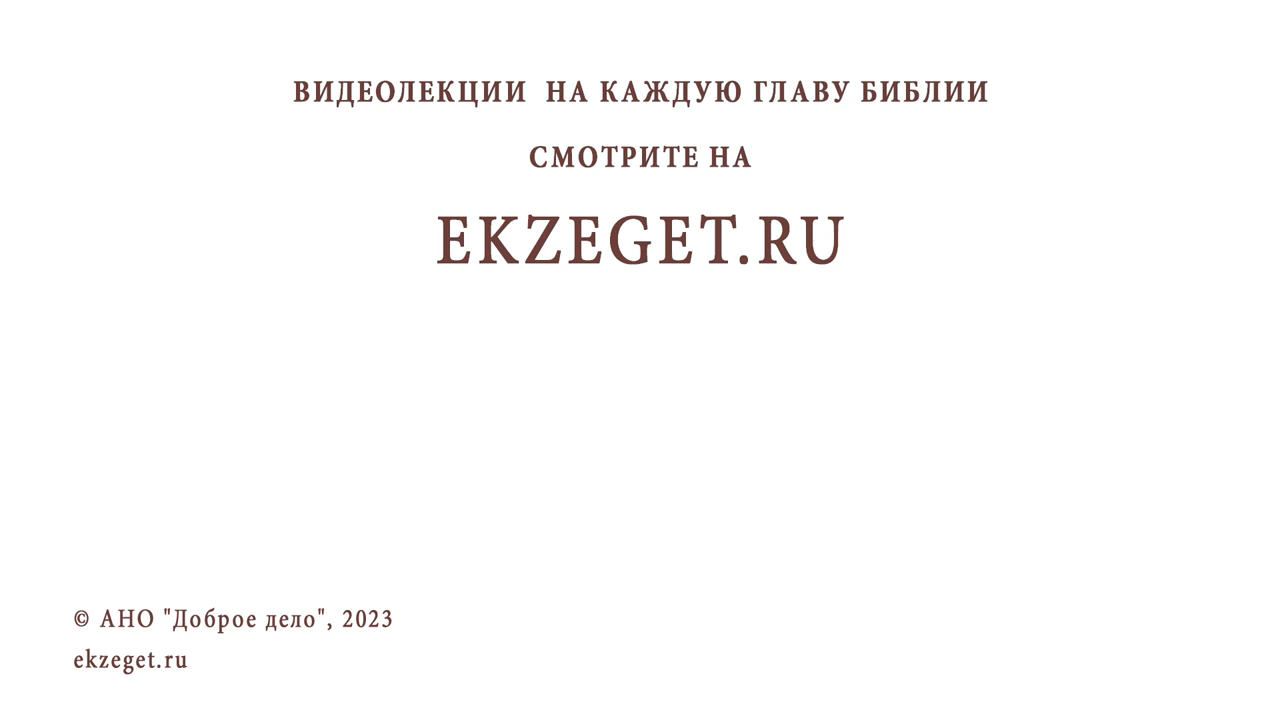 ВИДЕОЛЕКЦИИ НА КАЖДУЮ ГЛАВУ БИБЛИИ
СМОТРИТЕ НА
EKZEGET.RU
© АНО "Доброе дело", 2023
ekzeget.ru